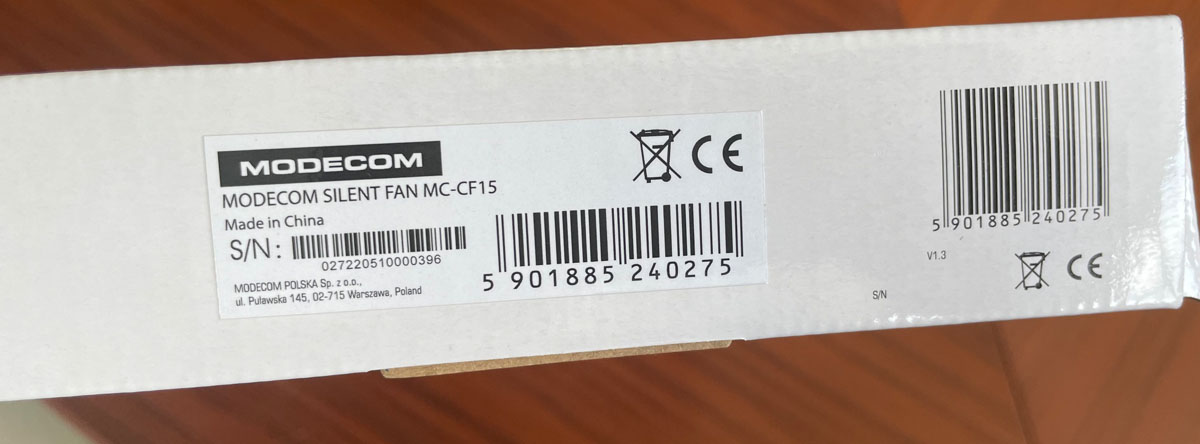 MODECOM
MODECOM SILENT FAN MC-CF15
Made in China
S/N:
027220510000396
MODECOM POLSKA Sp. z o.o.,
ul. Puławska 145, 02-715 Warszawa, Poland
CE
5 901885 240275
5 901885 240275
V1.3
CE
S/N